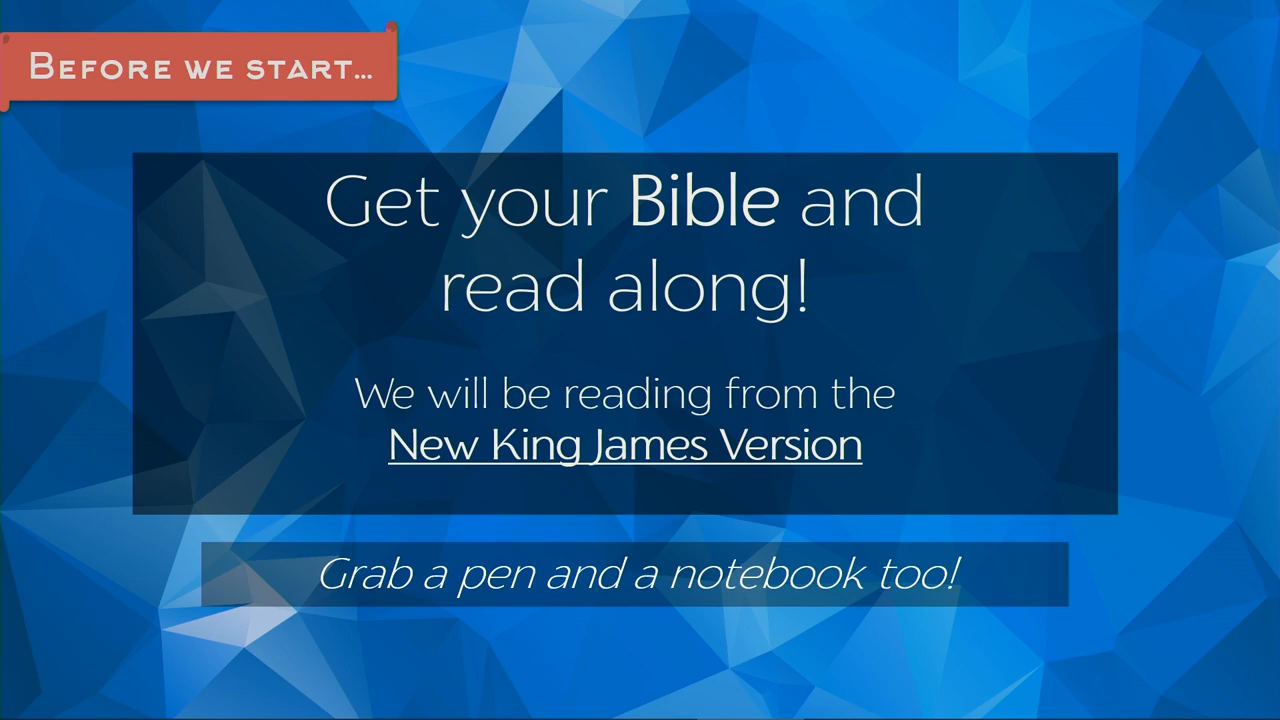 Before we start...
Get your Bible and
read along!
We will be reading from the
New King James Version
Grab a pen and a notebook too!